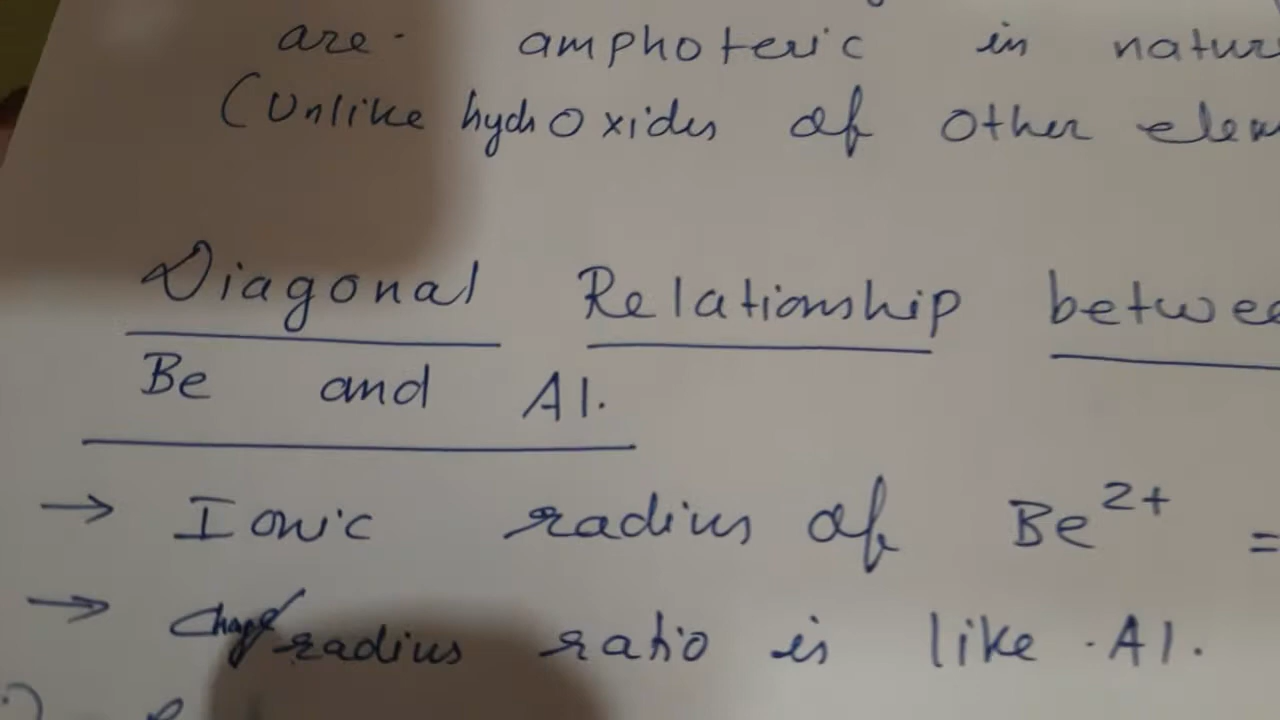 are amphoteric in natur
(Unlike hydroxides of other elem
Diagonal Relationship betwee
Be and Al.
→ Ionic radius of Be²⁺ =
→ Charge/radius ratio is like Al.